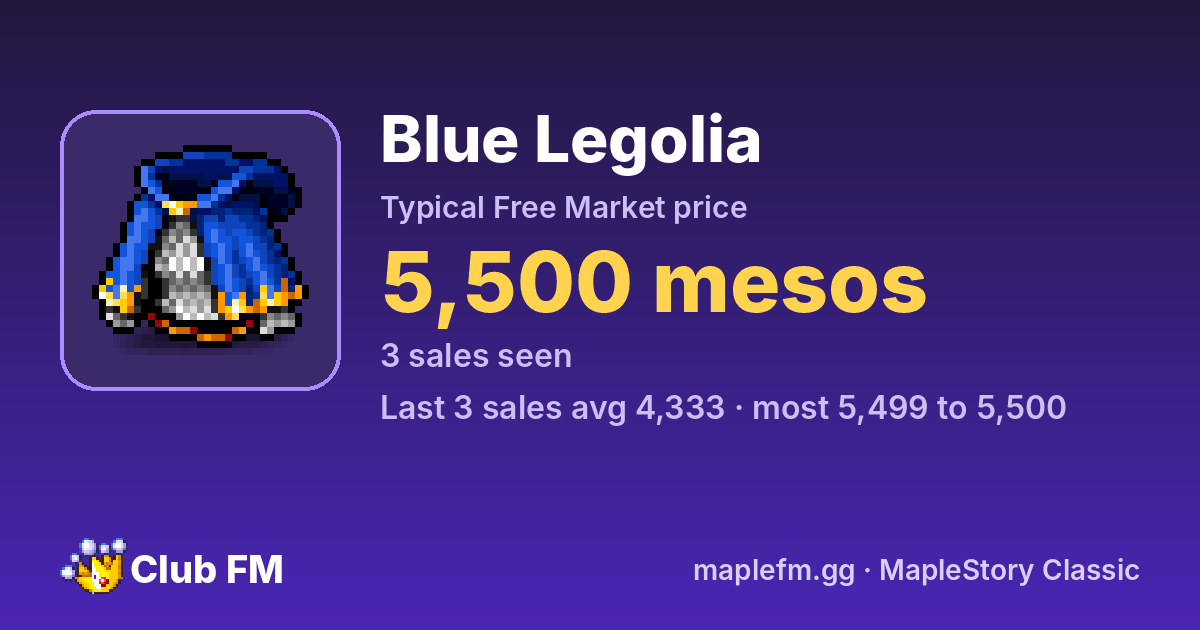 Blue Legolia
Typical Free Market price
5,500 mesos
3 sales seen
Last 3 sales avg 4,333 · most 5,499 to 5,500
Club FM
maplefm.gg · MapleStory Classic